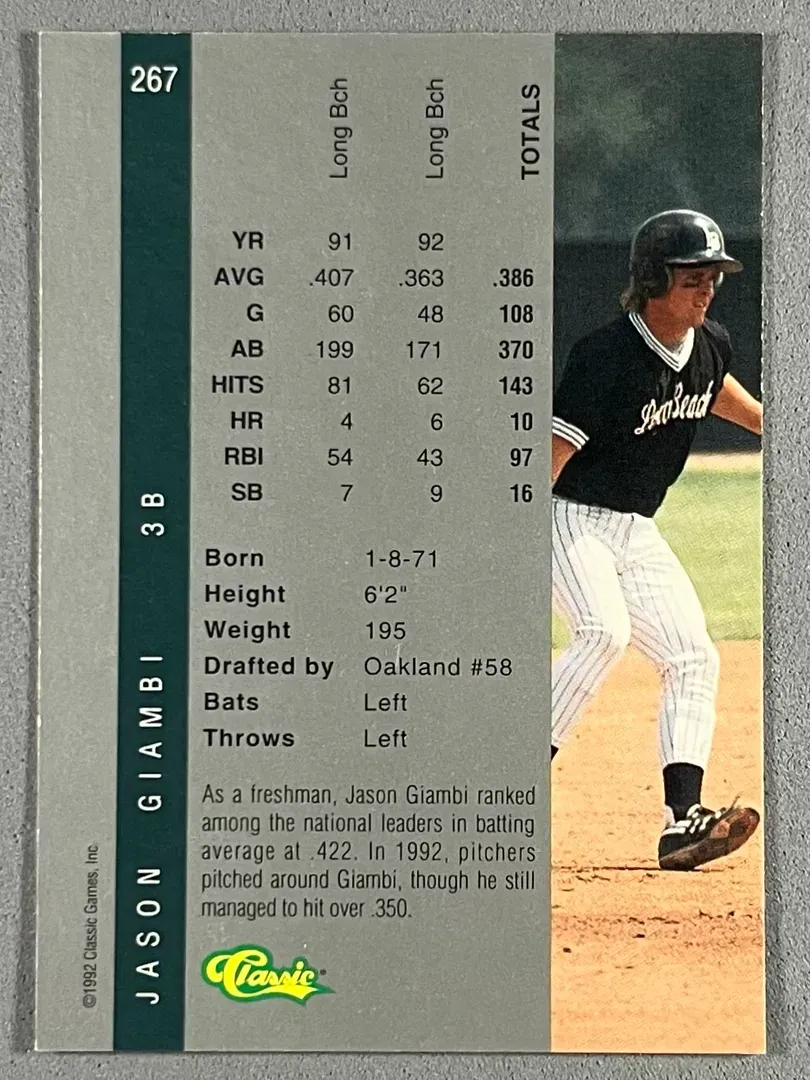 267
Long Bch Long Bch TOTALS
YR 91 92
AVG .407 .363 .386
G 60 48 108
AB 199 171 370
HITS 81 62 143
HR 4 6 10
RBI 54 43 97
SB 7 9 16
Born 1-8-71
Height 6'2"
Weight 195
Drafted by Oakland #58
Bats Left
Throws Left
As a freshman, Jason Giambi ranked
among the national leaders in batting
average at .422. In 1992, pitchers
pitched around Giambi, though he still
managed to hit over .350.
Classic
JASON GIAMBI 3B
©1992 Classic Games, Inc.
Long Beach